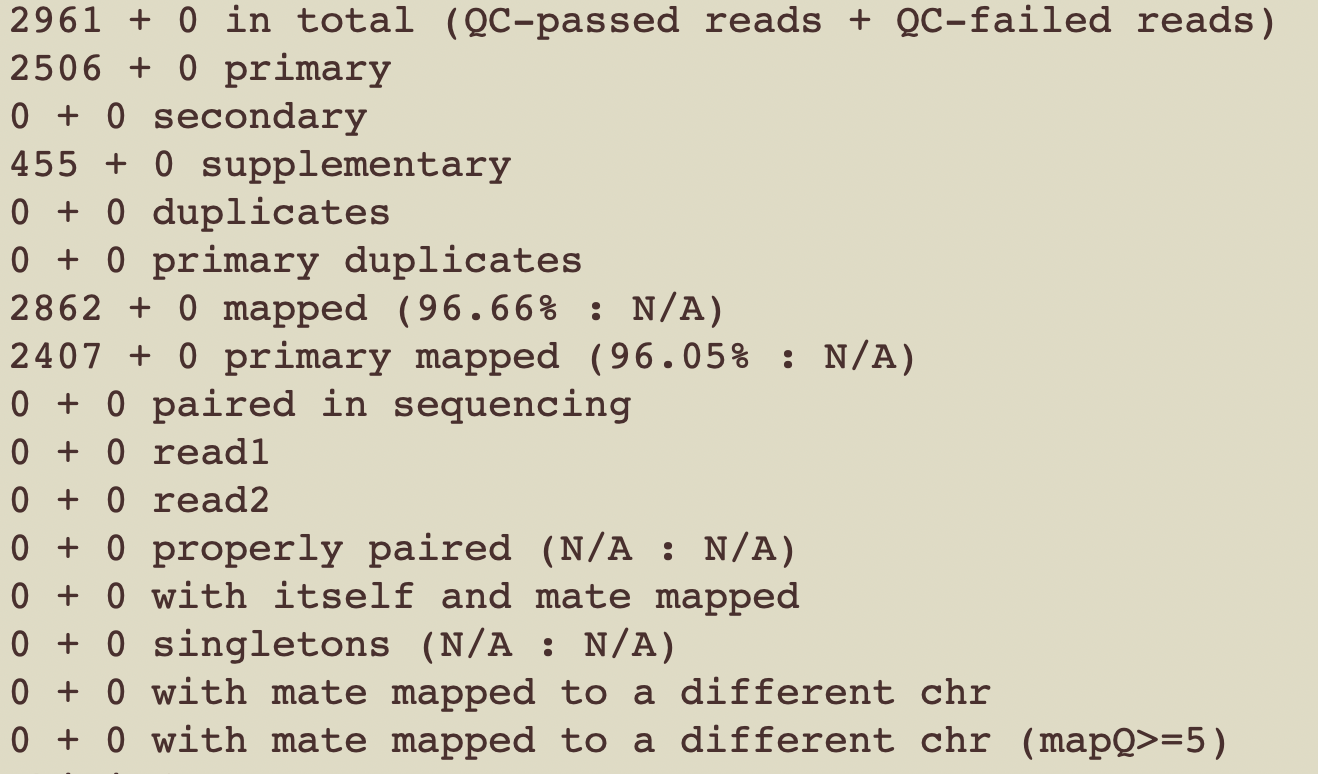 2961 + 0 in total (QC-passed reads + QC-failed reads)
2506 + 0 primary
0 + 0 secondary
455 + 0 supplementary
0 + 0 duplicates
0 + 0 primary duplicates
2862 + 0 mapped (96.66% : N/A)
2407 + 0 primary mapped (96.05% : N/A)
0 + 0 paired in sequencing
0 + 0 read1
0 + 0 read2
0 + 0 properly paired (N/A : N/A)
0 + 0 with itself and mate mapped
0 + 0 singletons (N/A : N/A)
0 + 0 with mate mapped to a different chr
0 + 0 with mate mapped to a different chr (mapQ>=5)